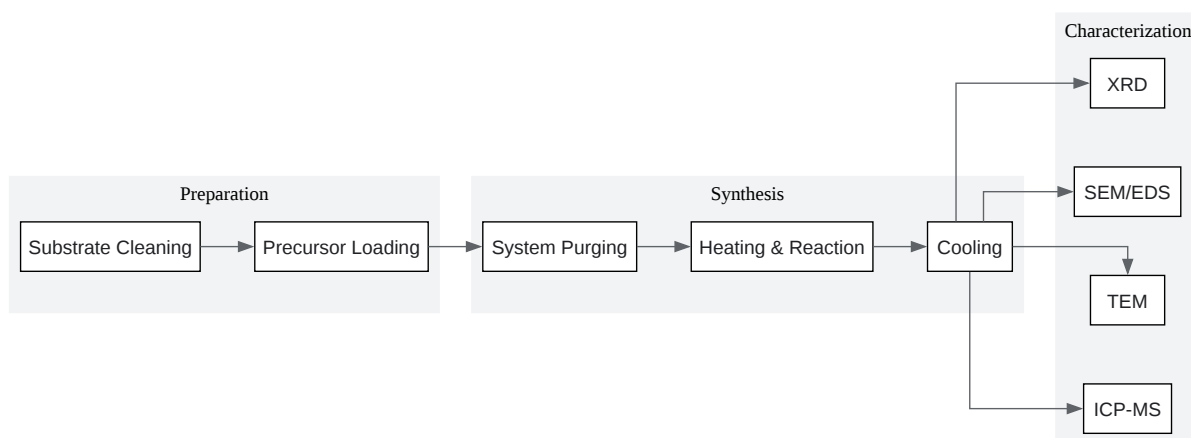 Preparation
Substrate Cleaning
Precursor Loading
Synthesis
System Purging
Heating & Reaction
Cooling
Characterization
XRD
SEM/EDS
TEM
ICP-MS